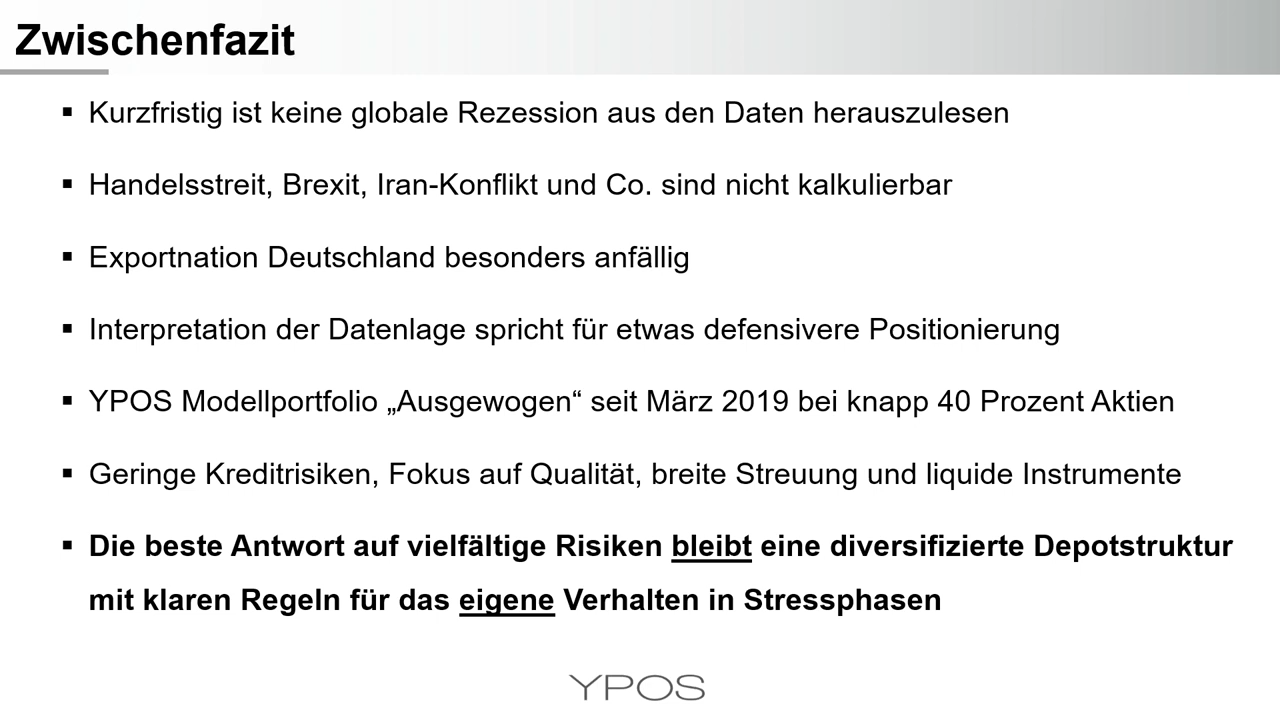 Zwischenfazit
▪ Kurzfristig ist keine globale Rezession aus den Daten herauszulesen
▪ Handelsstreit, Brexit, Iran-Konflikt und Co. sind nicht kalkulierbar
▪ Exportnation Deutschland besonders anfällig
▪ Interpretation der Datenlage spricht für etwas defensivere Positionierung
▪ YPOS Modellportfolio „Ausgewogen“ seit März 2019 bei knapp 40 Prozent Aktien
▪ Geringe Kreditrisiken, Fokus auf Qualität, breite Streuung und liquide Instrumente
▪ Die beste Antwort auf vielfältige Risiken bleibt eine diversifizierte Depotstruktur
mit klaren Regeln für das eigene Verhalten in Stressphasen
YPOS